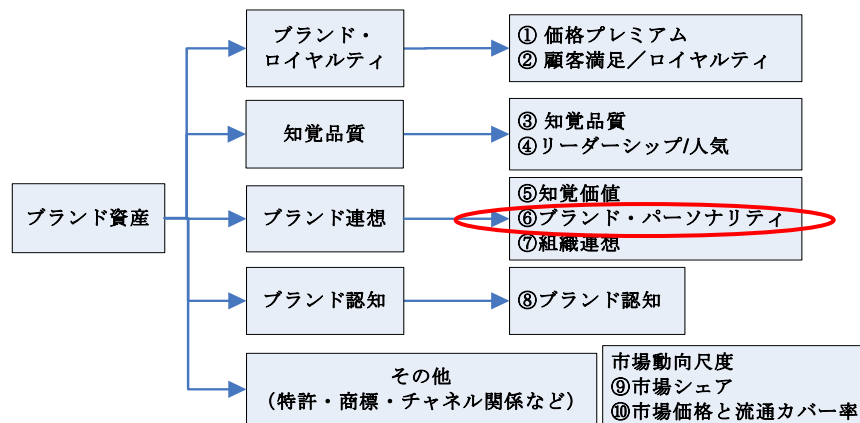 ブランド資産
ブランド・
ロイヤルティ
① 価格プレミアム
② 顧客満足／ロイヤルティ
知覚品質
③ 知覚品質
④リーダーシップ/人気
ブランド連想
⑤知覚価値
⑥ブランド・パーソナリティ
⑦組織連想
ブランド認知
⑧ブランド認知
その他
（特許・商標・チャネル関係など）
市場動向尺度
⑨市場シェア
⑩市場価格と流通カバー率